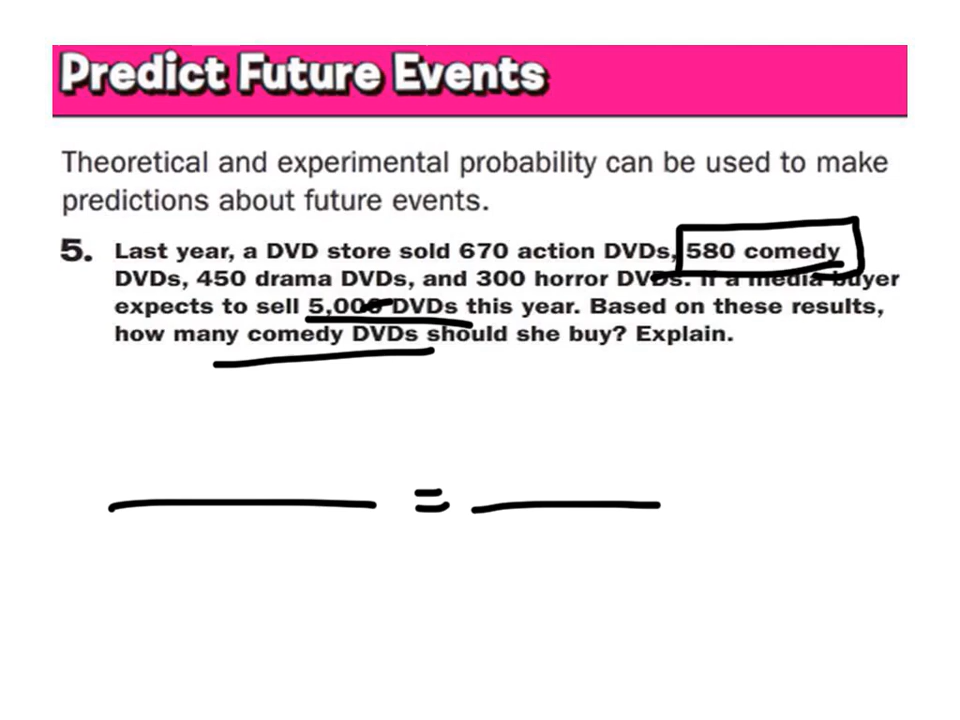 Predict Future Events
Theoretical and experimental probability can be used to make
predictions about future events.
5. Last year, a DVD store sold 670 action DVDs, 580 comedy
DVDs, 450 drama DVDs, and 300 horror DVDs. If a media buyer
expects to sell 5,000 DVDs this year. Based on these results,
how many comedy DVDs should she buy? Explain.
=